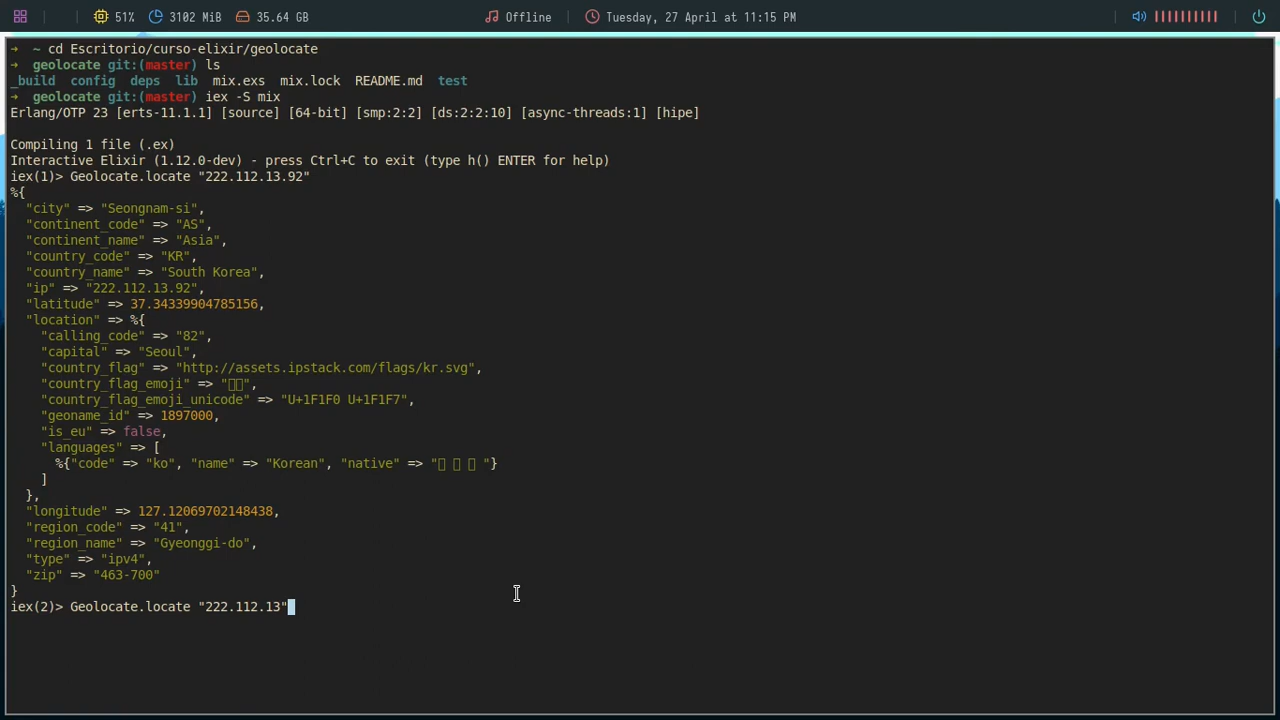 51% 3102 MiB 35.64 GB Offline Tuesday, 27 April at 11:15 PM
→ ~ cd Escritorio/curso-elixir/geolocate
→ geolocate git:(master) ls
_build config deps lib mix.exs mix.lock README.md test
→ geolocate git:(master) iex -S mix
Erlang/OTP 23 [erts-11.1.1] [source] [64-bit] [smp:2:2] [ds:2:2:10] [async-threads:1] [hipe]
Compiling 1 file (.ex)
Interactive Elixir (1.12.0-dev) - press Ctrl+C to exit (type h() ENTER for help)
iex(1)> Geolocate.locate "222.112.13.92"
%{
"city" => "Seongnam-si",
"continent_code" => "AS",
"continent_name" => "Asia",
"country_code" => "KR",
"country_name" => "South Korea",
"ip" => "222.112.13.92",
"latitude" => 37.34339904785156,
"location" => %{
"calling_code" => "82",
"capital" => "Seoul",
"country_flag" => "http://assets.ipstack.com/flags/kr.svg",
"country_flag_emoji" => "▯▯",
"country_flag_emoji_unicode" => "U+1F1F0 U+1F1F7",
"geoname_id" => 1897000,
"is_eu" => false,
"languages" => [
%{"code" => "ko", "name" => "Korean", "native" => "▯ ▯ ▯ "}
]
},
"longitude" => 127.12069702148438,
"region_code" => "41",
"region_name" => "Gyeonggi-do",
"type" => "ipv4",
"zip" => "463-700"
}
iex(2)> Geolocate.locate "222.112.13"